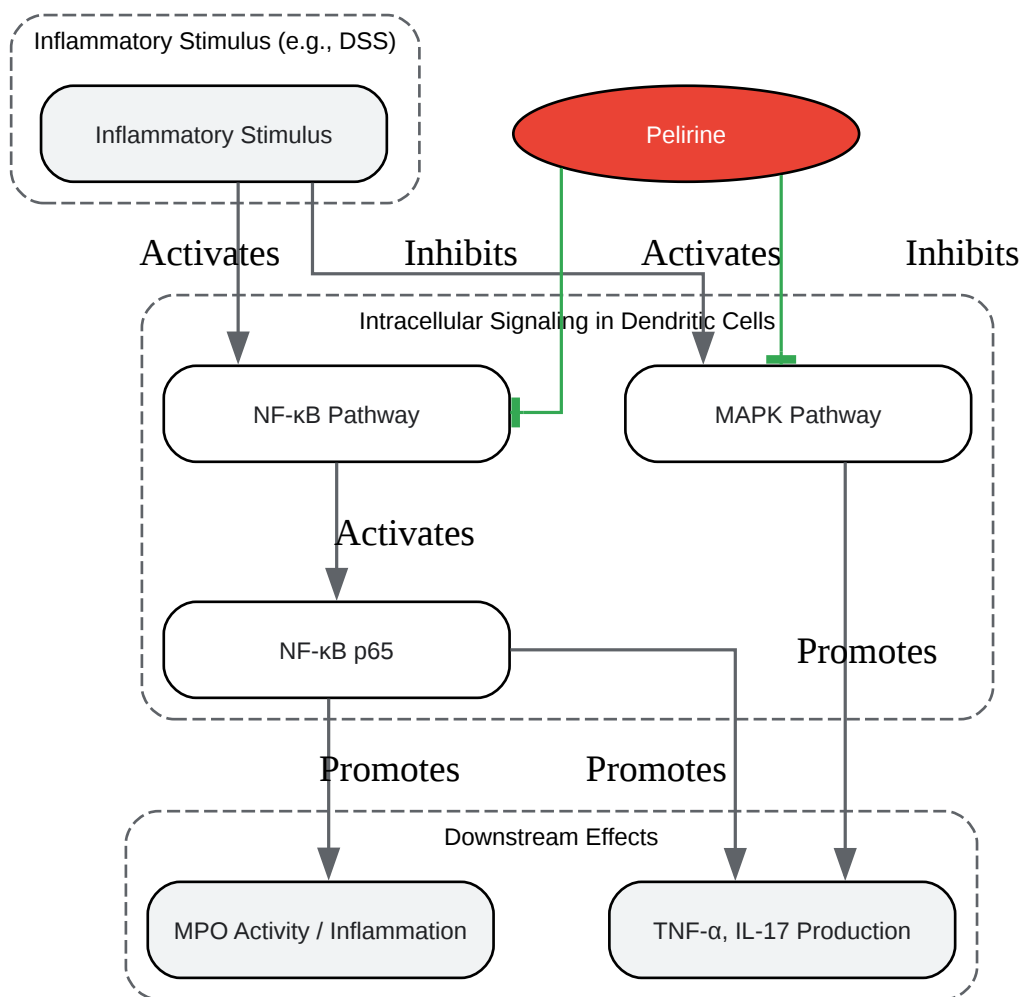 Inflammatory Stimulus (e.g., DSS)
Inflammatory Stimulus
Pelirine
Activates
Inhibits
Activates
Inhibits
Intracellular Signaling in Dendritic Cells
NF-κB Pathway
MAPK Pathway
Activates
NF-κB p65
Promotes
Promotes
Promotes
Downstream Effects
MPO Activity / Inflammation
TNF-α, IL-17 Production